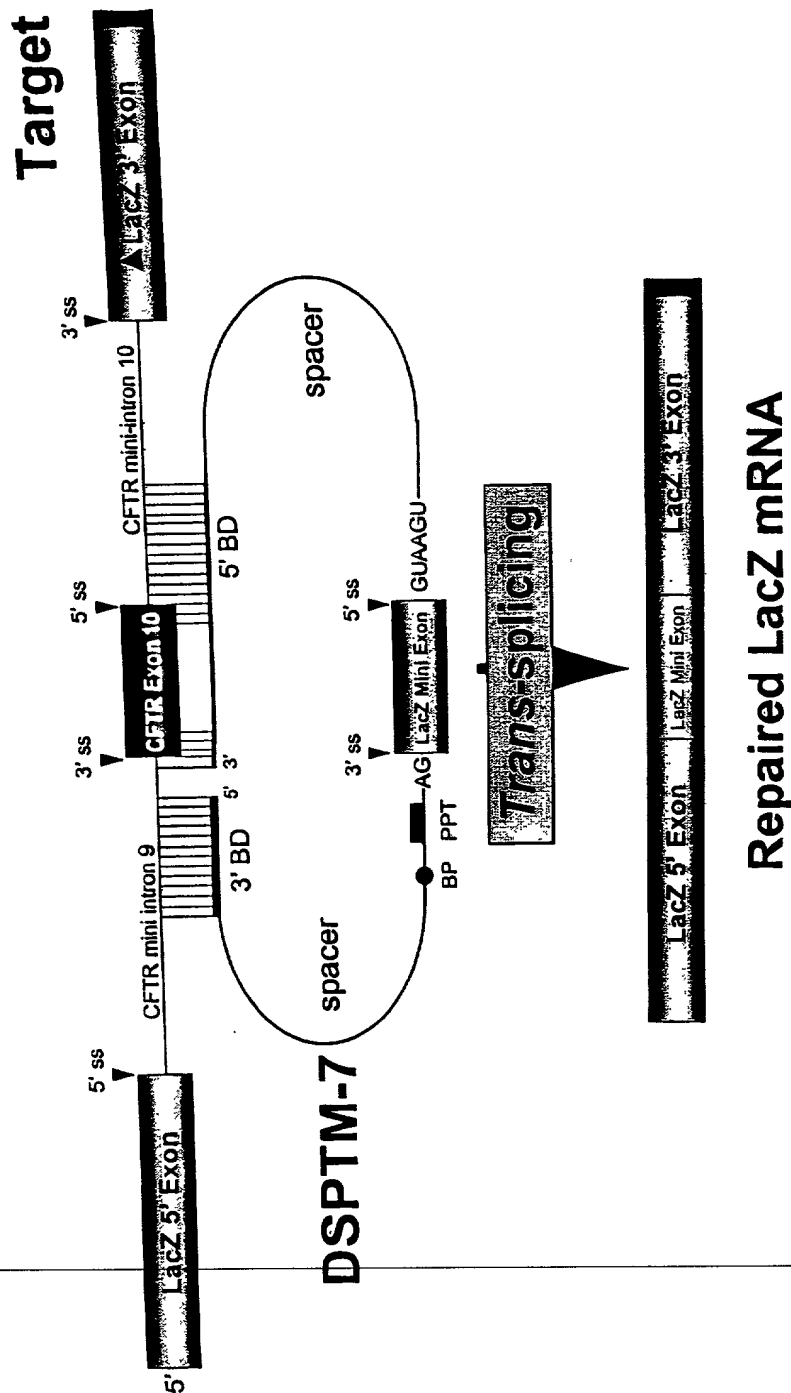 Target
5' ss
3' ss
5' ss
3' ss
5'
LacZ 5' Exon
CFTR mini intron 9
CFTR Exon 10
CFTR mini-intron 10
LacZ 3' Exon
3' BD
5'
3'
5' BD
DSPTM-7
spacer
spacer
3' ss
5' ss
BP
PPT
AG
LacZ Mini Exon
GUAAGU
Trans-splicing
LacZ 5' Exon
LacZ Mini Exon
LacZ 3' Exon
Repaired LacZ mRNA